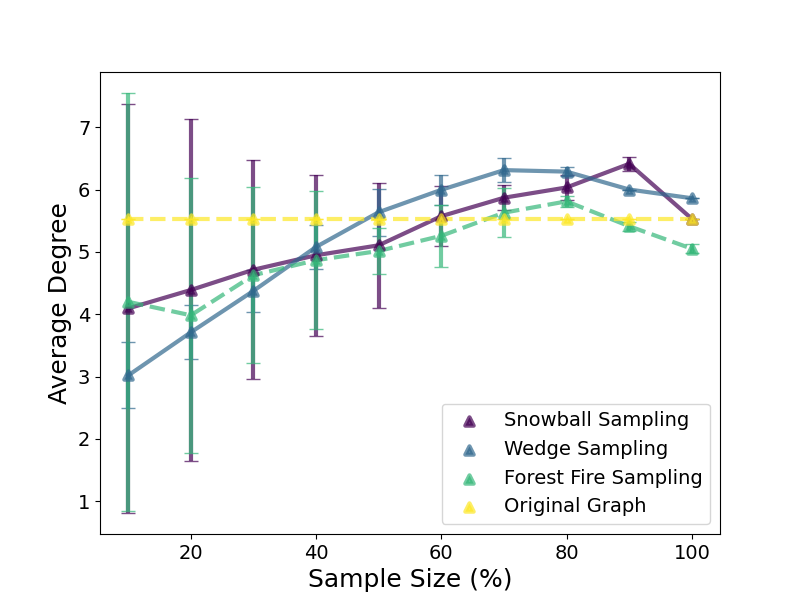 7
6
5
4
3
2
1
Average Degree
20 40 60 80 100
Sample Size (%)
Snowball Sampling
Wedge Sampling
Forest Fire Sampling
Original Graph